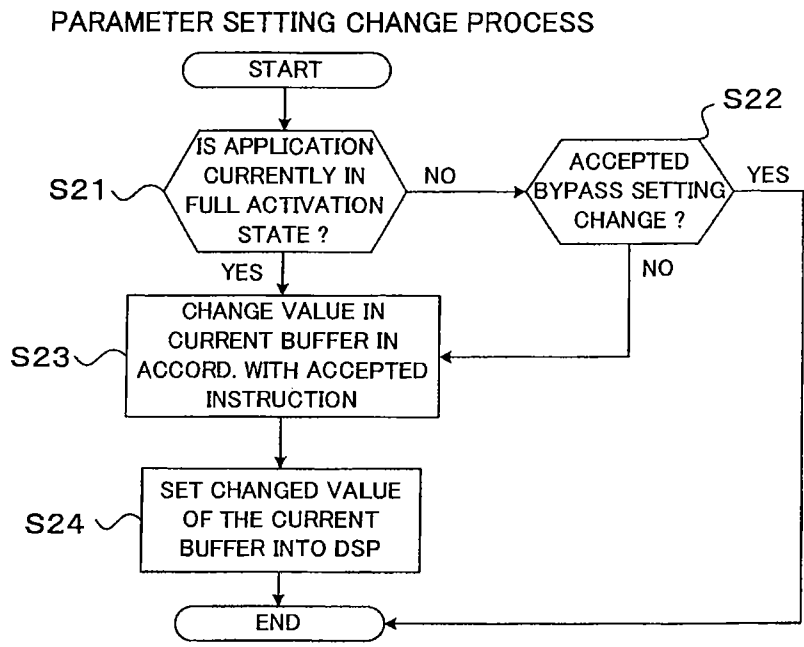 PARAMETER SETTING CHANGE PROCESS
START
S21
IS APPLICATION
CURRENTLY IN
FULL ACTIVATION
STATE ?
NO
YES
S22
ACCEPTED
BYPASS SETTING
CHANGE ?
YES
NO
S23
CHANGE VALUE IN
CURRENT BUFFER IN
ACCORD. WITH ACCEPTED
INSTRUCTION
S24
SET CHANGED VALUE
OF THE CURRENT
BUFFER INTO DSP
END